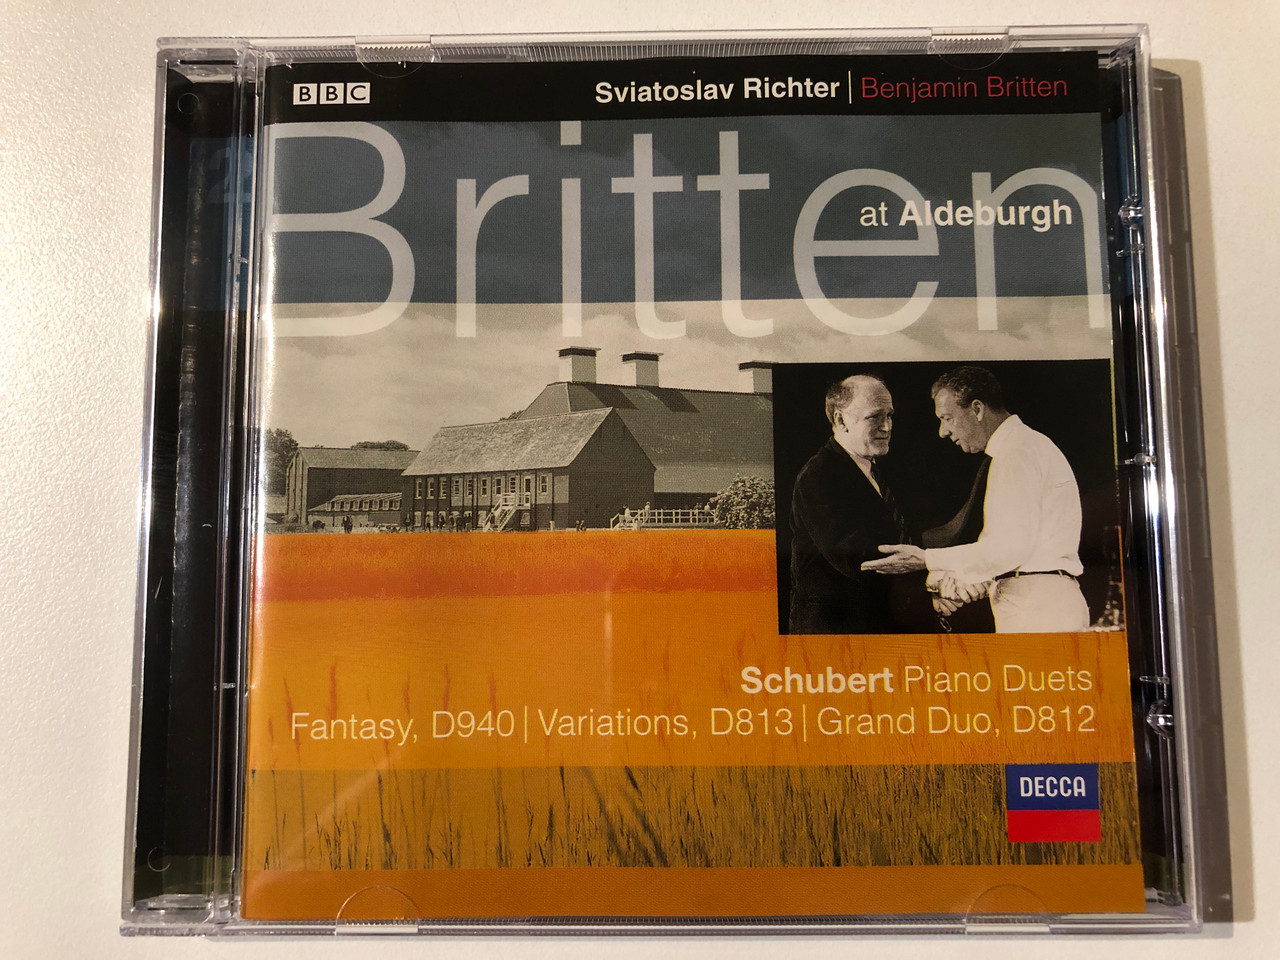 BBC
Sviatoslav Richter | Benjamin Britten
Britten
at Aldeburgh
Schubert Piano Duets
Fantasy, D940 | Variations, D813 | Grand Duo, D812
DECCA